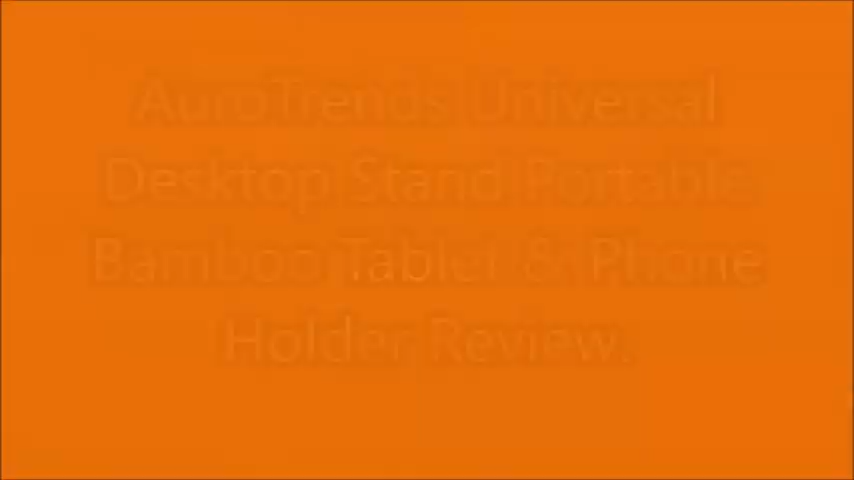 AuroTrends Universal
Desktop Stand Portable
Bamboo Tablet & Phone
Holder Review.